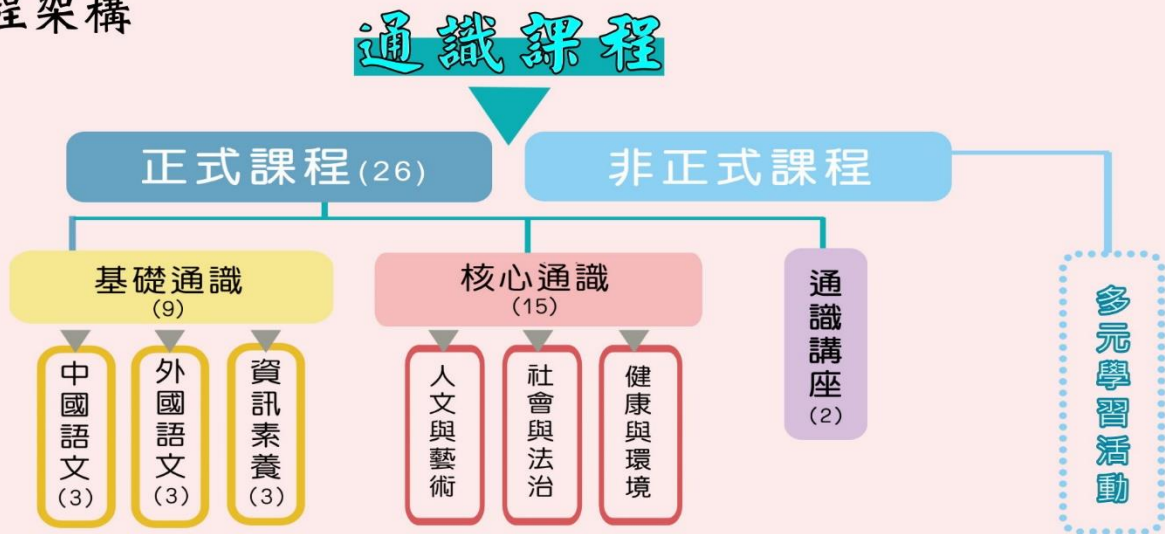 程架構
通識課程
正式課程(26)
非正式課程
基礎通識
(9)
中國語文
(3)
外國語文
(3)
資訊素養
(3)
核心通識
(15)
人文與藝術
社會與法治
健康與環境
通識講座
(2)
多元學習活動